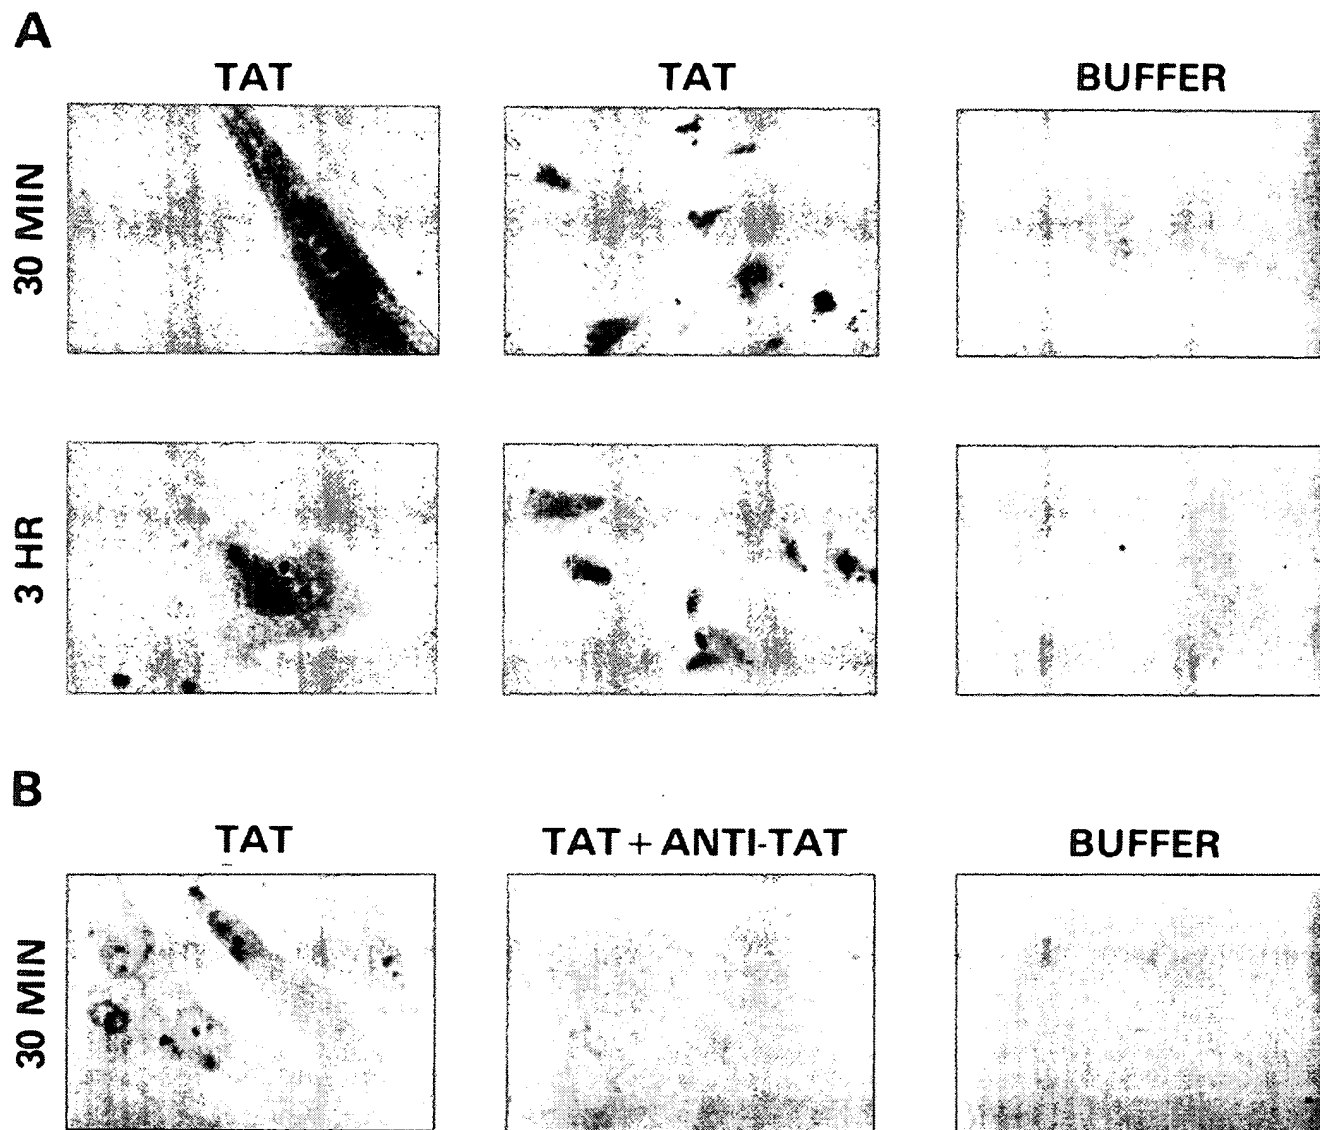 A
TAT TAT BUFFER
30 MIN
3 HR
B
TAT TAT + ANTI-TAT BUFFER
30 MIN